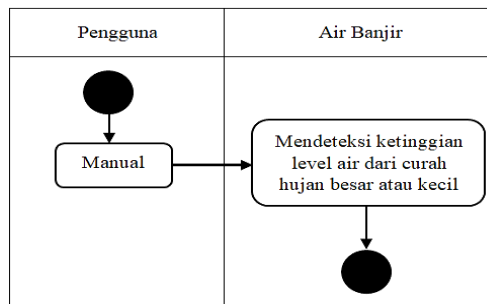 Pengguna
Air Banjir
Manual
Mendeteksi ketinggian
level air dari curah
hujan besar atau kecil